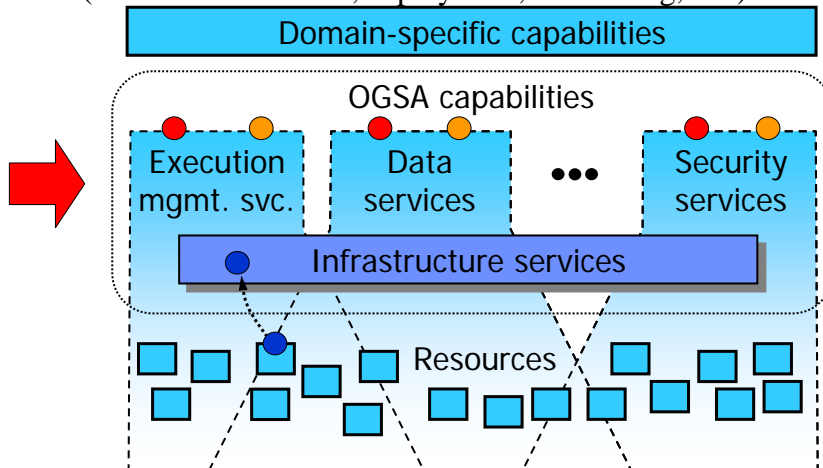 Domain-specific capabilities
OGSA capabilities
Execution
mgmt. svc.
Data
services
•••
Security
services
Infrastructure services
Resources